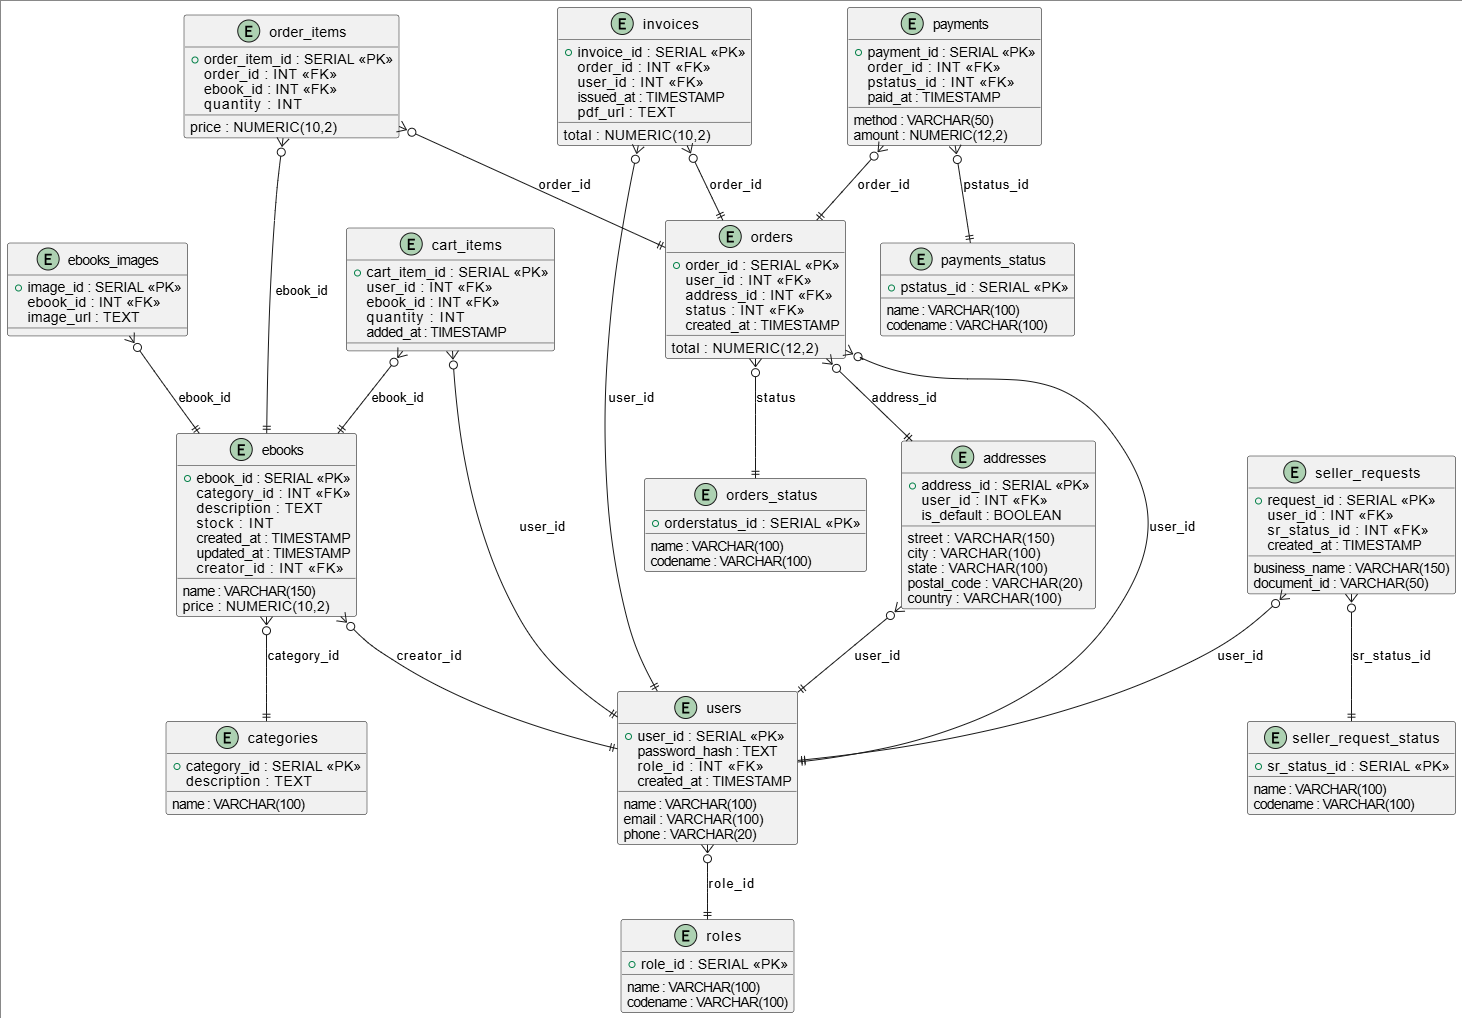 E order_items
order_item_id : SERIAL «PK»
order_id : INT «FK»
ebook_id : INT «FK»
quantity : INT
price : NUMERIC(10,2)
E invoices
invoice_id : SERIAL «PK»
order_id : INT «FK»
user_id : INT «FK»
issued_at : TIMESTAMP
pdf_url : TEXT
total : NUMERIC(10,2)
E payments
payment_id : SERIAL «PK»
order_id : INT «FK»
pstatus_id : INT «FK»
paid_at : TIMESTAMP
method : VARCHAR(50)
amount : NUMERIC(12,2)
order_id
order_id
order_id
pstatus_id
E ebooks_images
image_id : SERIAL «PK»
ebook_id : INT «FK»
image_url : TEXT
ebook_id
E cart_items
cart_item_id : SERIAL «PK»
user_id : INT «FK»
ebook_id : INT «FK»
quantity : INT
added_at : TIMESTAMP
E orders
order_id : SERIAL «PK»
user_id : INT «FK»
address_id : INT «FK»
status : INT «FK»
created_at : TIMESTAMP
total : NUMERIC(12,2)
E payments_status
pstatus_id : SERIAL «PK»
name : VARCHAR(100)
codename : VARCHAR(100)
ebook_id
ebook_id
user_id
status
address_id
E ebooks
ebook_id : SERIAL «PK»
category_id : INT «FK»
description : TEXT
stock : INT
created_at : TIMESTAMP
updated_at : TIMESTAMP
creator_id : INT «FK»
name : VARCHAR(150)
price : NUMERIC(10,2)
user_id
E orders_status
orderstatus_id : SERIAL «PK»
name : VARCHAR(100)
codename : VARCHAR(100)
E addresses
address_id : SERIAL «PK»
user_id : INT «FK»
is_default : BOOLEAN
street : VARCHAR(150)
city : VARCHAR(100)
state : VARCHAR(100)
postal_code : VARCHAR(20)
country : VARCHAR(100)
user_id
E seller_requests
request_id : SERIAL «PK»
user_id : INT «FK»
sr_status_id : INT «FK»
created_at : TIMESTAMP
business_name : VARCHAR(150)
document_id : VARCHAR(50)
category_id
creator_id
user_id
user_id
sr_status_id
E categories
category_id : SERIAL «PK»
description : TEXT
name : VARCHAR(100)
E users
user_id : SERIAL «PK»
password_hash : TEXT
role_id : INT «FK»
created_at : TIMESTAMP
name : VARCHAR(100)
email : VARCHAR(100)
phone : VARCHAR(20)
E seller_request_status
sr_status_id : SERIAL «PK»
name : VARCHAR(100)
codename : VARCHAR(100)
role_id
E roles
role_id : SERIAL «PK»
name : VARCHAR(100)
codename : VARCHAR(100)